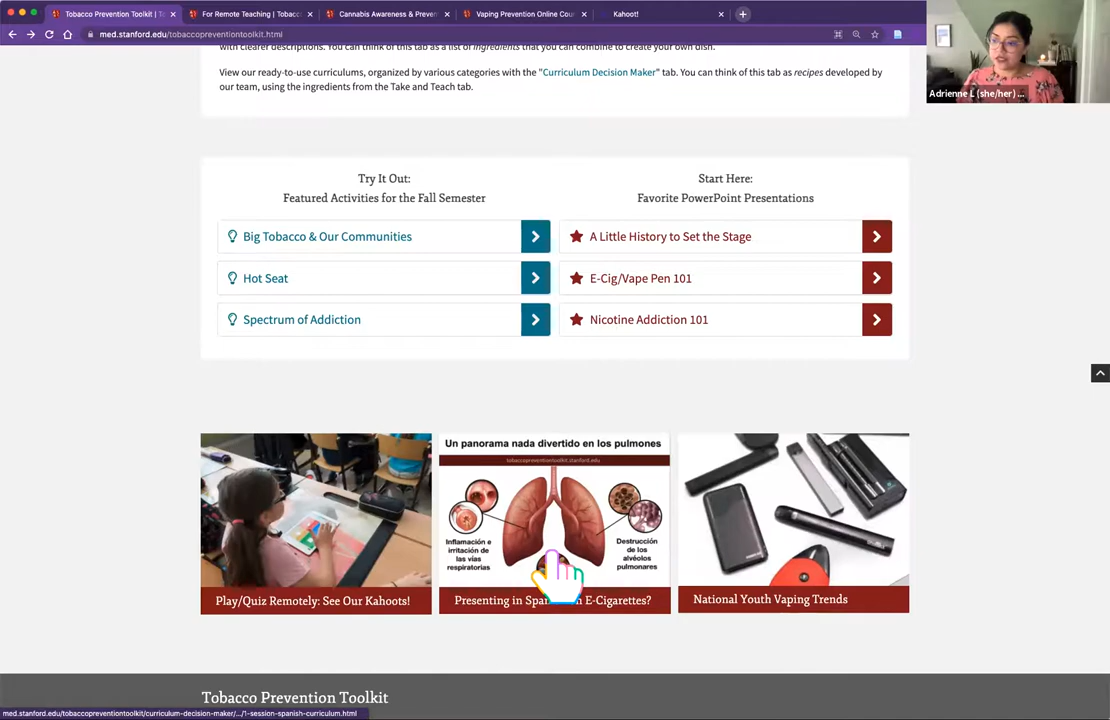 Tobacco Prevention Toolkit | Ta
For Remote Teaching | Tobacc
Cannabis Awareness & Preven
Vaping Prevention Online Cou
Kahoot!
med.stanford.edu/tobaccopreventiontoolkit.html
with clearer descriptions. You can think of this tab as a list of ingredients that you can combine to create your own dish.
View our ready-to-use curriculums, organized by various categories with the "Curriculum Decision Maker" tab. You can think of this tab as recipes developed by
our team, using the ingredients from the Take and Teach tab.
Adrienne L (she/her) ...
Try It Out:
Featured Activities for the Fall Semester
Big Tobacco & Our Communities
Hot Seat
Spectrum of Addiction
Start Here:
Favorite PowerPoint Presentations
A Little History to Set the Stage
E-Cig/Vape Pen 101
Nicotine Addiction 101
Play/Quiz Remotely: See Our Kahoots!
Un panorama nada divertido en los pulmones
tobaccopreventiontoolkit.stanford.edu
Inflamación e
irritación de
las vías
respiratorias
Destrucción
de los
alvéolos
pulmonares
Presenting in Span E-Cigarettes?
National Youth Vaping Trends
Tobacco Prevention Toolkit
med.stanford.edu/tobaccopreventiontoolkit/curriculum-decision-maker/.../1-session-spanish-curriculum.html